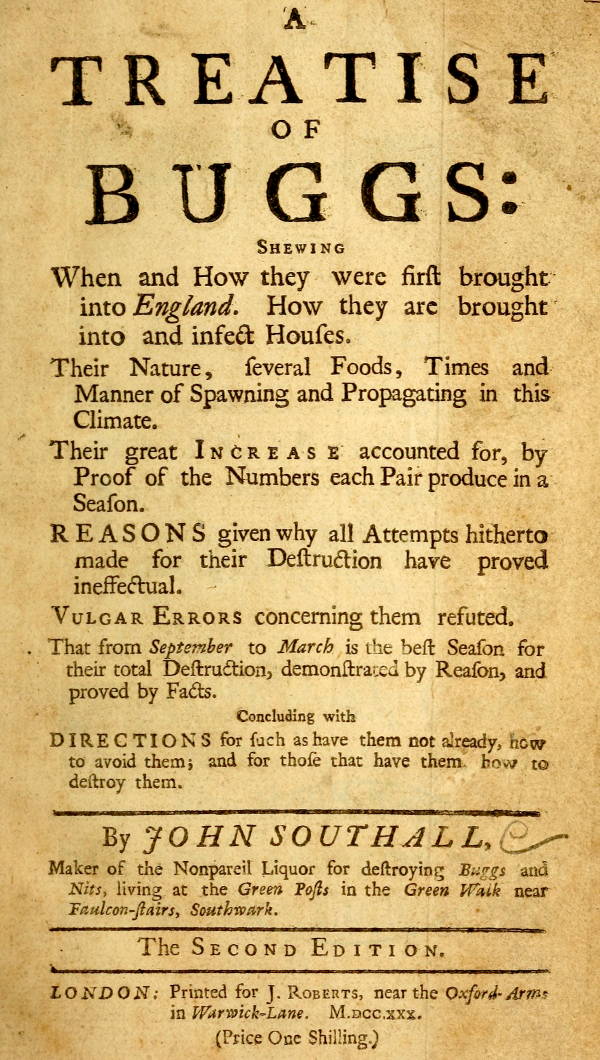 A
TREATISE
OF
BUGGS:
SHEWING
When and How they were firſt brought
into England. How they are brought
into and infect Houſes.
Their Nature, ſeveral Foods, Times and
Manner of Spawning and Propagating in this
Climate.
Their great INCREASE accounted for, by
Proof of the Numbers each Pair produce in a
Seaſon.
REASONS given why all Attempts hitherto
made for their Deſtruction have proved
ineffectual.
VULGAR ERRORS concerning them refuted.
That from September to March is the beſt Seaſon for
their total Deſtruction, demonſtrated by Reaſon, and
proved by Facts.
Concluding with
DIRECTIONS for ſuch as have them not already, how
to avoid them; and for thoſe that have them how to
deſtroy them.
By JOHN SOUTHALL,
Maker of the Nonpareil Liquor for deſtroying Buggs and
Nits, living at the Green Poſts in the Green Walk near
Faulcon-ſtairs, Southwark.
The SECOND EDITION.
LONDON: Printed for J. ROBERTS, near the Oxford-Arms
in Warwick-Lane. M.DCC.XXX.
(Price One Shilling.)